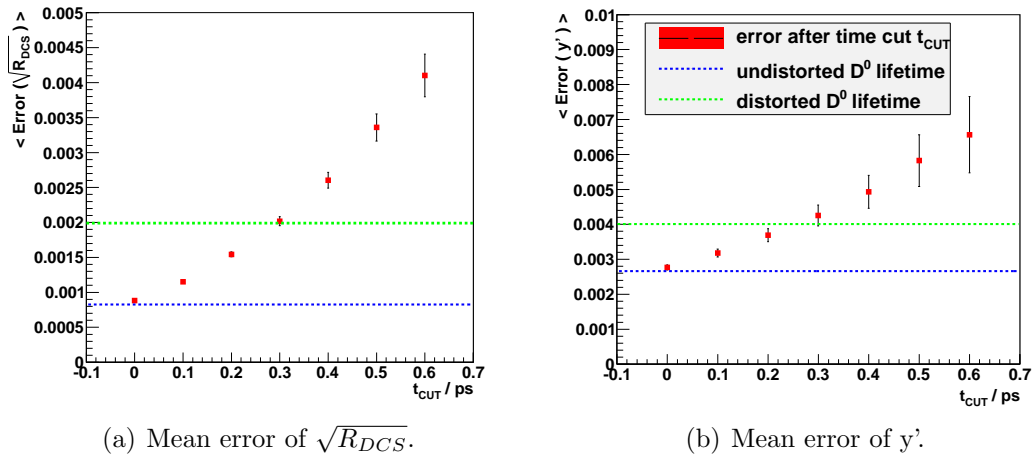 < Error (√R_DCS) >
0.005
0.0045
0.004
0.0035
0.003
0.0025
0.002
0.0015
0.001
0.0005
0
-0.1 0 0.1 0.2 0.3 0.4 0.5 0.6 0.7
t_CUT / ps
(a) Mean error of √R_DCS.
< Error ( y' ) >
0.01
0.009
0.008
0.007
0.006
0.005
0.004
0.003
0.002
0.001
0
error after time cut t_CUT
undistorted D⁰ lifetime
distorted D⁰ lifetime
-0.1 0 0.1 0.2 0.3 0.4 0.5 0.6 0.7
t_CUT / ps
(b) Mean error of y'.